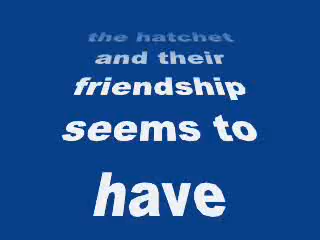 the hatchet
and their
friendship
seems to
have